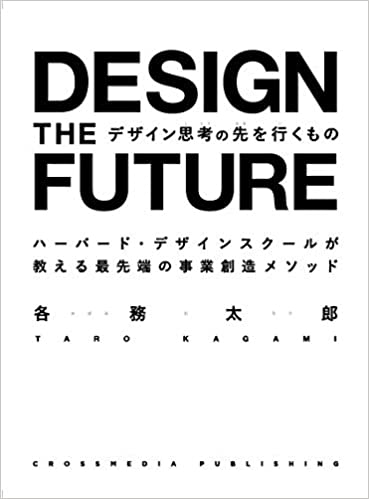 DESIGN
THE デザイン思考の先を行くもの
FUTURE
ハーバード・デザインスクールが
教える最先端の事業創造メソッド
各務太郎
TARO KAGAMI
CROSSMEDIA PUBLISHING